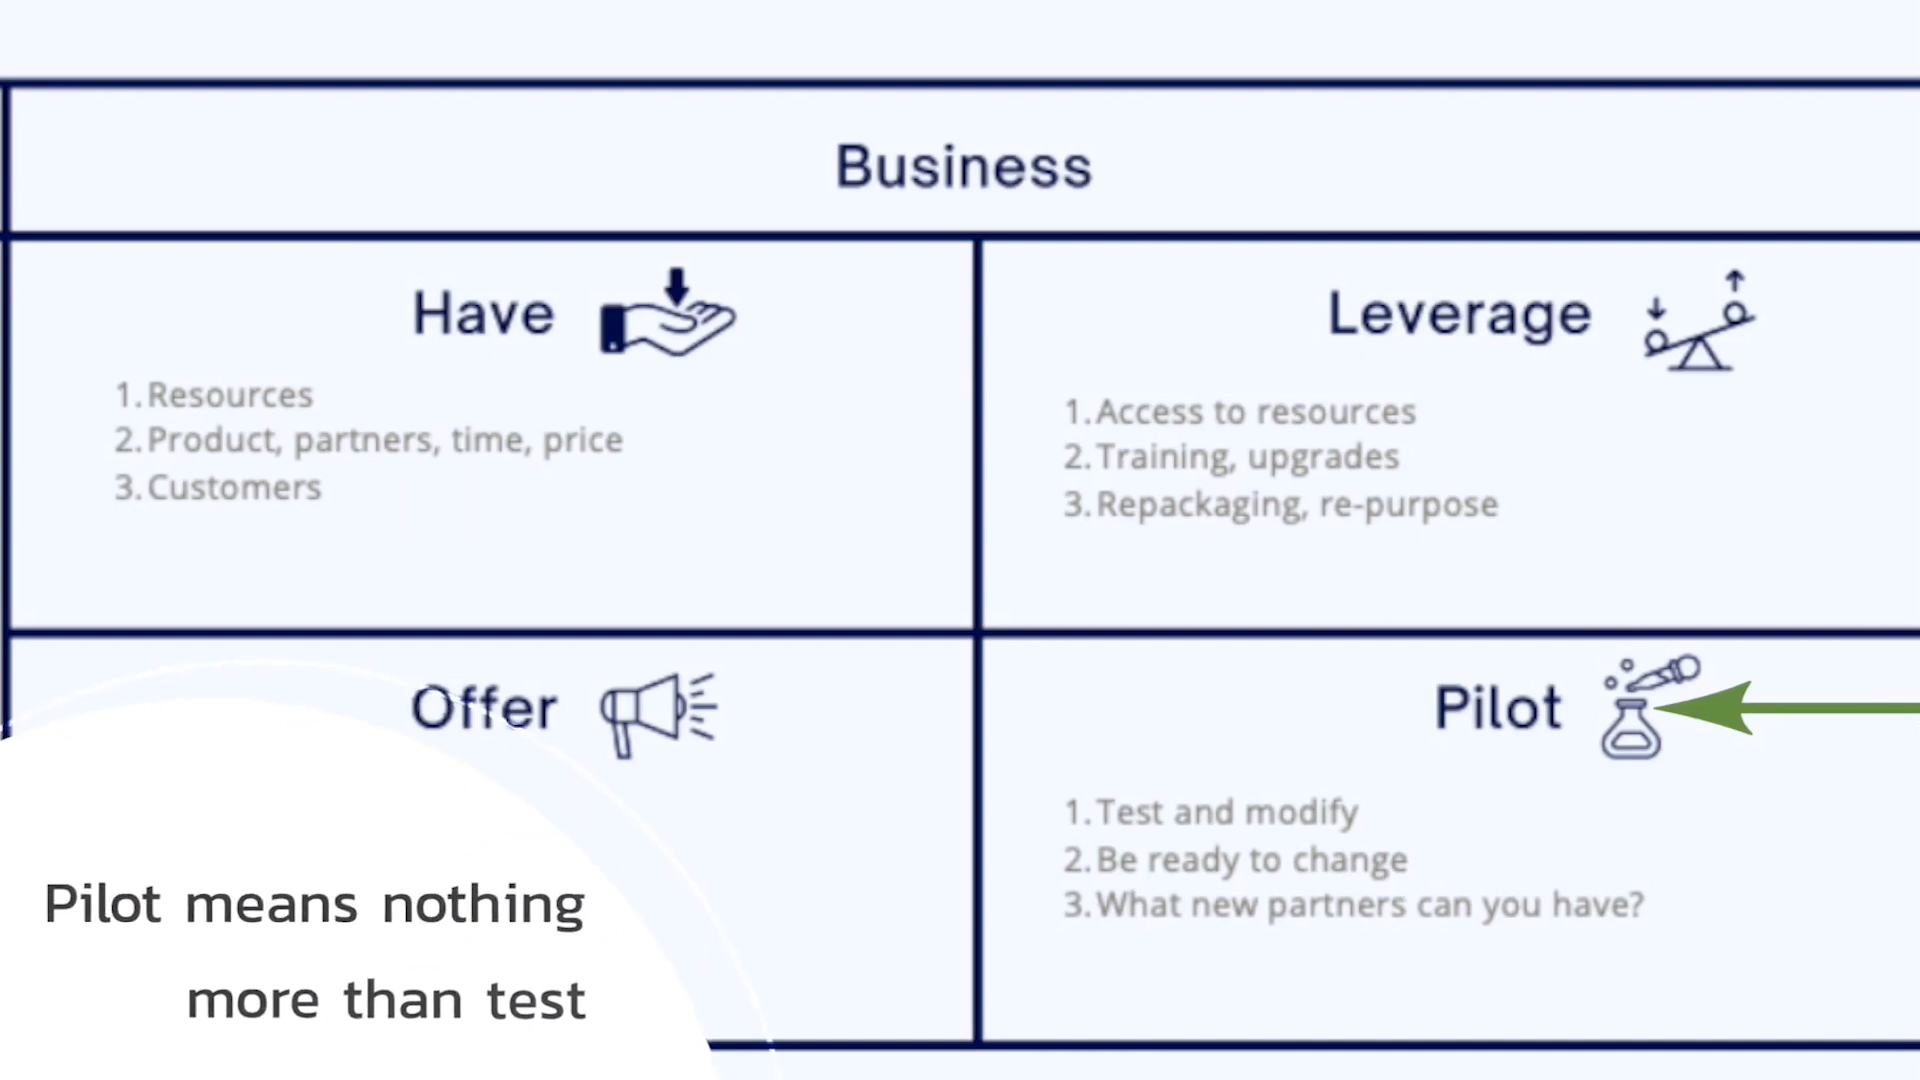 Business
Have
1. Resources
2. Product, partners, time, price
3. Customers
Leverage
1. Access to resources
2. Training, upgrades
3. Repackaging, re-purpose
Offer
Pilot
1. Test and modify
2. Be ready to change
3. What new partners can you have?
Pilot means nothing
more than test